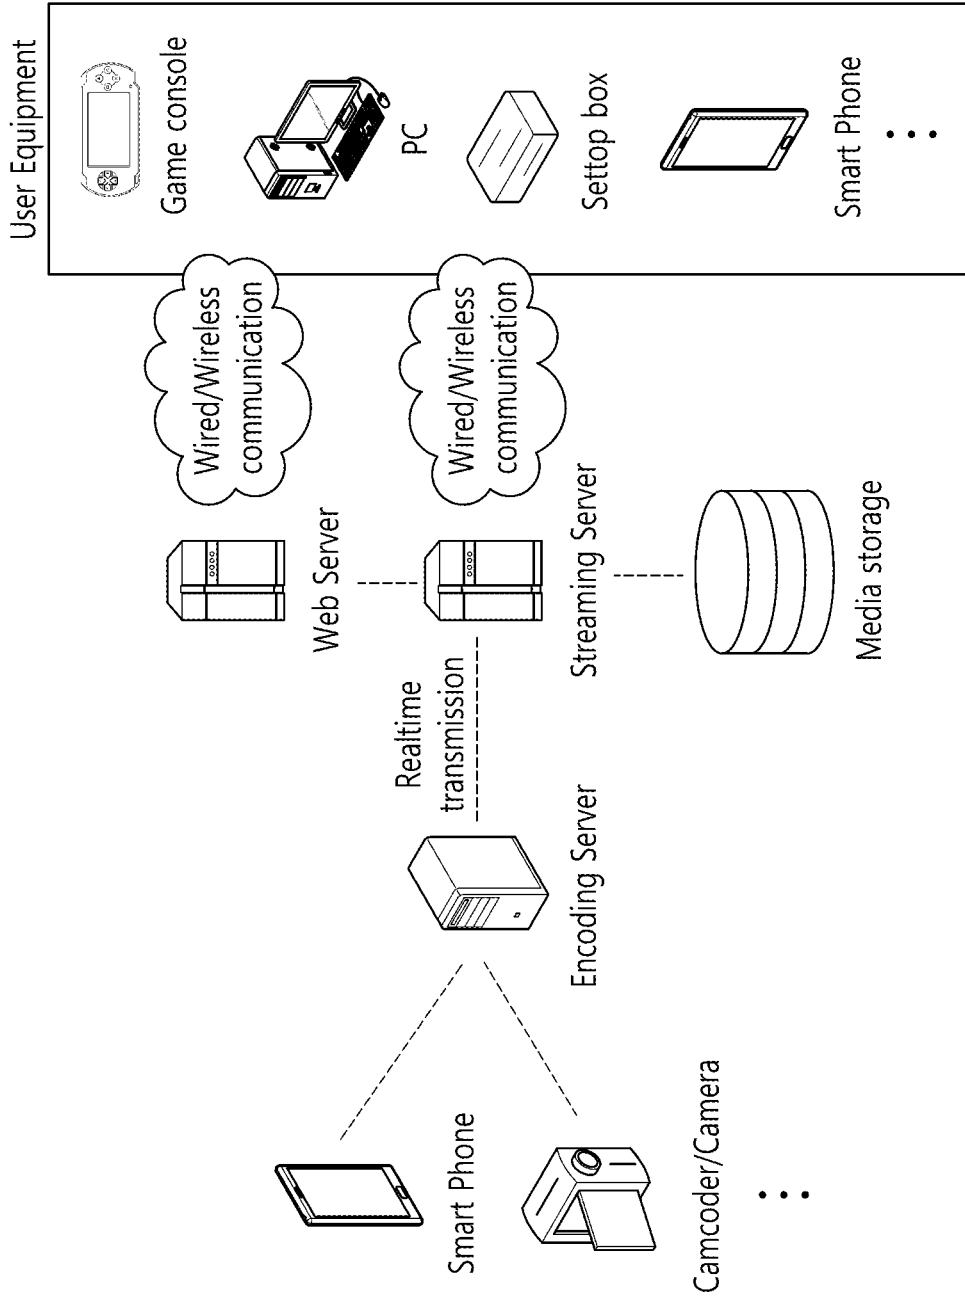 User Equipment
Game console
PC
Settop box
Smart Phone
Wired/Wireless
communication
Wired/Wireless
communication
Web Server
Streaming Server
Media storage
Realtime
transmission
Encoding Server
Smart Phone
Camcoder/Camera